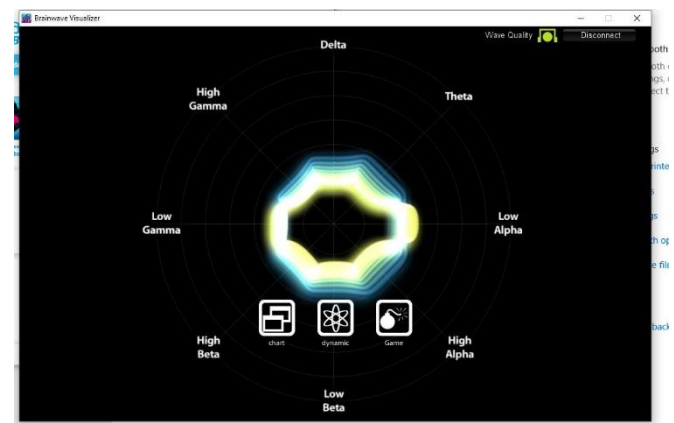 Brainwave Visualizer
Wave Quality
Disconnect
Delta
High
Gamma
Theta
Low
Gamma
Low
Alpha
High
Beta
chart
dynamic
Game
High
Alpha
Low
Beta